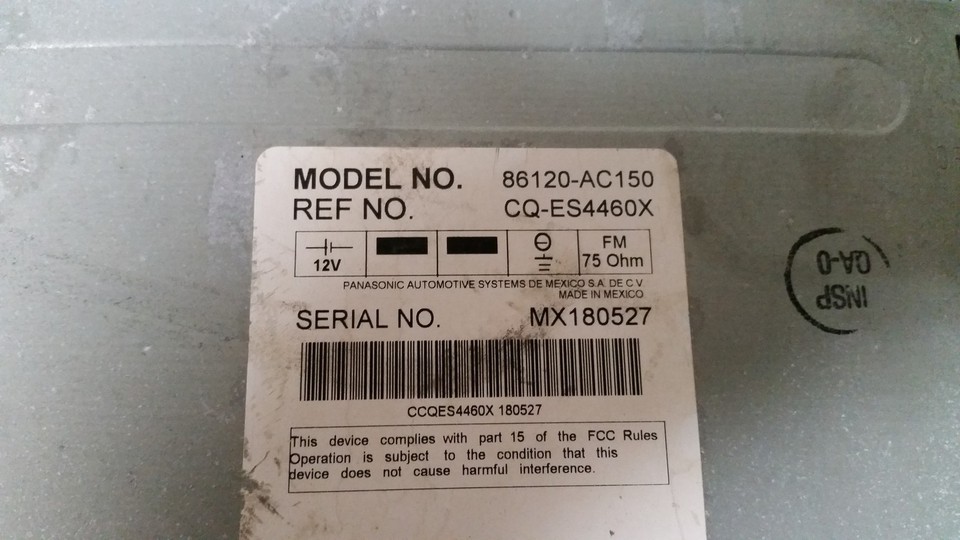 MODEL NO. 86120-AC150
REF NO. CQ-ES4460X
12V
FM
75 Ohm
PANASONIC AUTOMOTIVE SYSTEMS DE MEXICO S.A. DE C V
MADE IN MEXICO
SERIAL NO. MX180527
CCQES4460X 180527
This device complies with part 15 of the FCC Rules
Operation is subject to the condition that this
device does not cause harmful interference.
INSP
QA-0